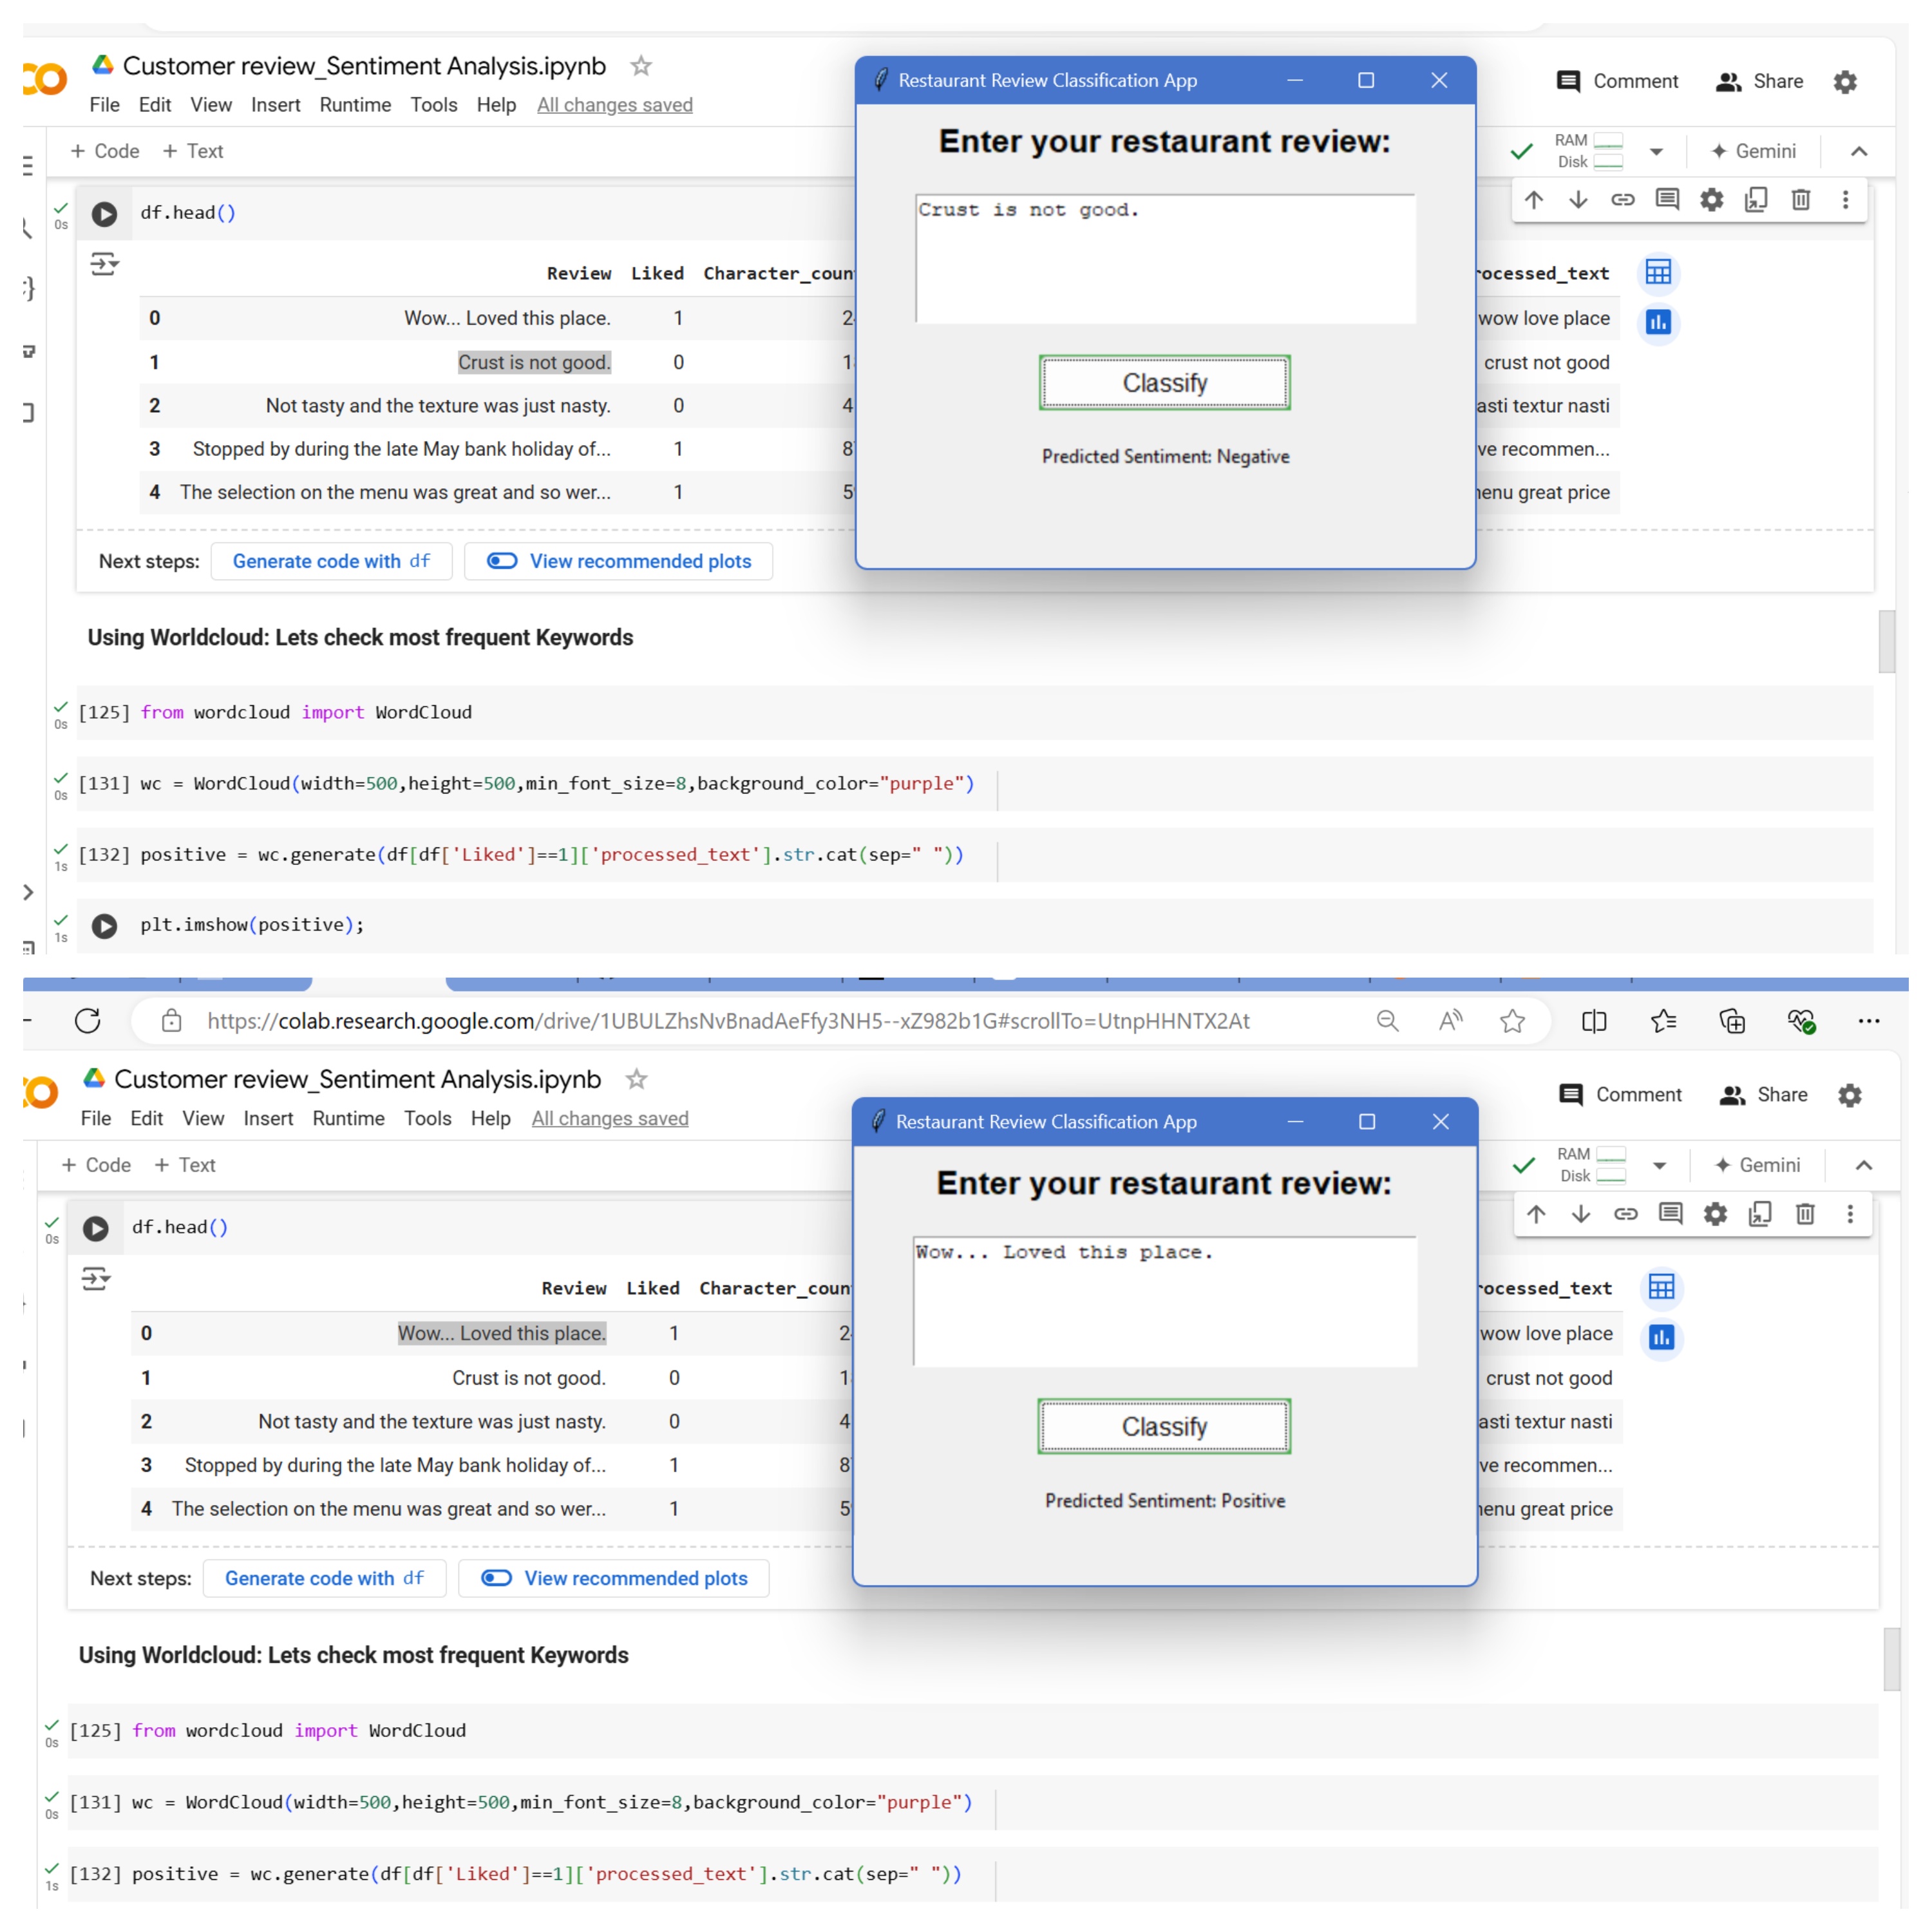 Customer review_Sentiment Analysis.ipynb
File Edit View Insert Runtime Tools Help All changes saved
Comment Share
+ Code + Text
RAM
Disk
Gemini
Restaurant Review Classification App
Enter your restaurant review:
Crust is not good.
Classify
Predicted Sentiment: Negative
0s
df.head()
Review Liked Character_coun rocessed_text
0 Wow... Loved this place. 1 2 wow love place
1 Crust is not good. 0 1 crust not good
2 Not tasty and the texture was just nasty. 0 4 asti textur nasti
3 Stopped by during the late May bank holiday of... 1 8 ve recommen...
4 The selection on the menu was great and so wer... 1 5 enu great price
Next steps: Generate code with df View recommended plots
Using Worldcloud: Lets check most frequent Keywords
0s
[125] from wordcloud import WordCloud
0s
[131] wc = WordCloud(width=500,height=500,min_font_size=8,background_color="purple")
1s
[132] positive = wc.generate(df[df['Liked']==1]['processed_text'].str.cat(sep=" "))
1s
plt.imshow(positive);
https://colab.research.google.com/drive/1UBULZhsNvBnadAeFfy3NH5--xZ982b1G#scrollTo=UtnpHHNTX2At
Customer review_Sentiment Analysis.ipynb
File Edit View Insert Runtime Tools Help All changes saved
Comment Share
+ Code + Text
RAM
Disk
Gemini
Restaurant Review Classification App
Enter your restaurant review:
Wow... Loved this place.
Classify
Predicted Sentiment: Positive
0s
df.head()
Review Liked Character_coun rocessed_text
0 Wow... Loved this place. 1 2 wow love place
1 Crust is not good. 0 1 crust not good
2 Not tasty and the texture was just nasty. 0 4 asti textur nasti
3 Stopped by during the late May bank holiday of... 1 8 ve recommen...
4 The selection on the menu was great and so wer... 1 5 enu great price
Next steps: Generate code with df View recommended plots
Using Worldcloud: Lets check most frequent Keywords
0s
[125] from wordcloud import WordCloud
0s
[131] wc = WordCloud(width=500,height=500,min_font_size=8,background_color="purple")
1s
[132] positive = wc.generate(df[df['Liked']==1]['processed_text'].str.cat(sep=" "))